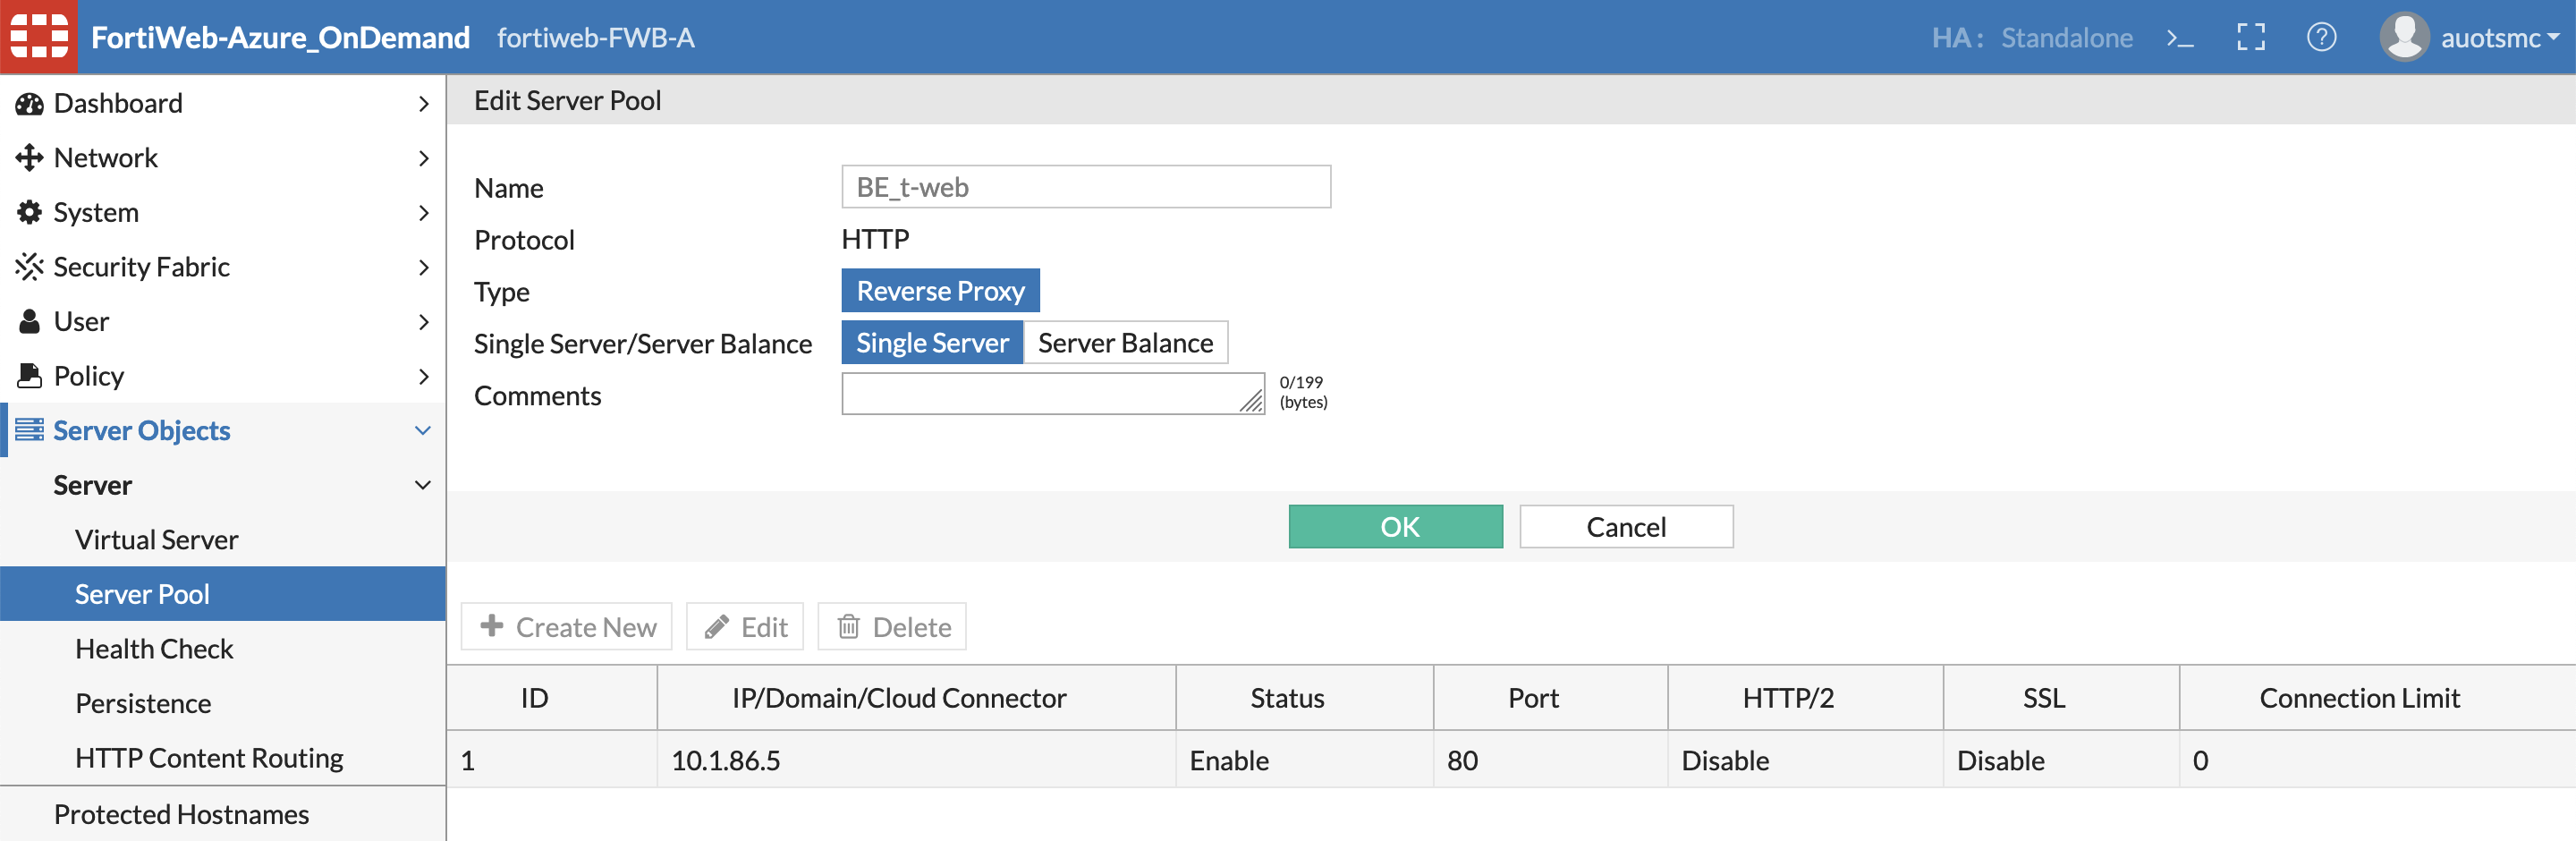 FortiWeb-Azure_OnDemand fortiweb-FWB-A HA: Standalone >_ ? auotsmc
Dashboard
Network
System
Security Fabric
User
Policy
Server Objects
Server
Virtual Server
Server Pool
Health Check
Persistence
HTTP Content Routing
Protected Hostnames
Edit Server Pool
Name BE_t-web
Protocol HTTP
Type Reverse Proxy
Single Server/Server Balance Single Server Server Balance
Comments 0/199
(bytes)
OK Cancel
Create New Edit Delete
ID IP/Domain/Cloud Connector Status Port HTTP/2 SSL Connection Limit
1 10.1.86.5 Enable 80 Disable Disable 0